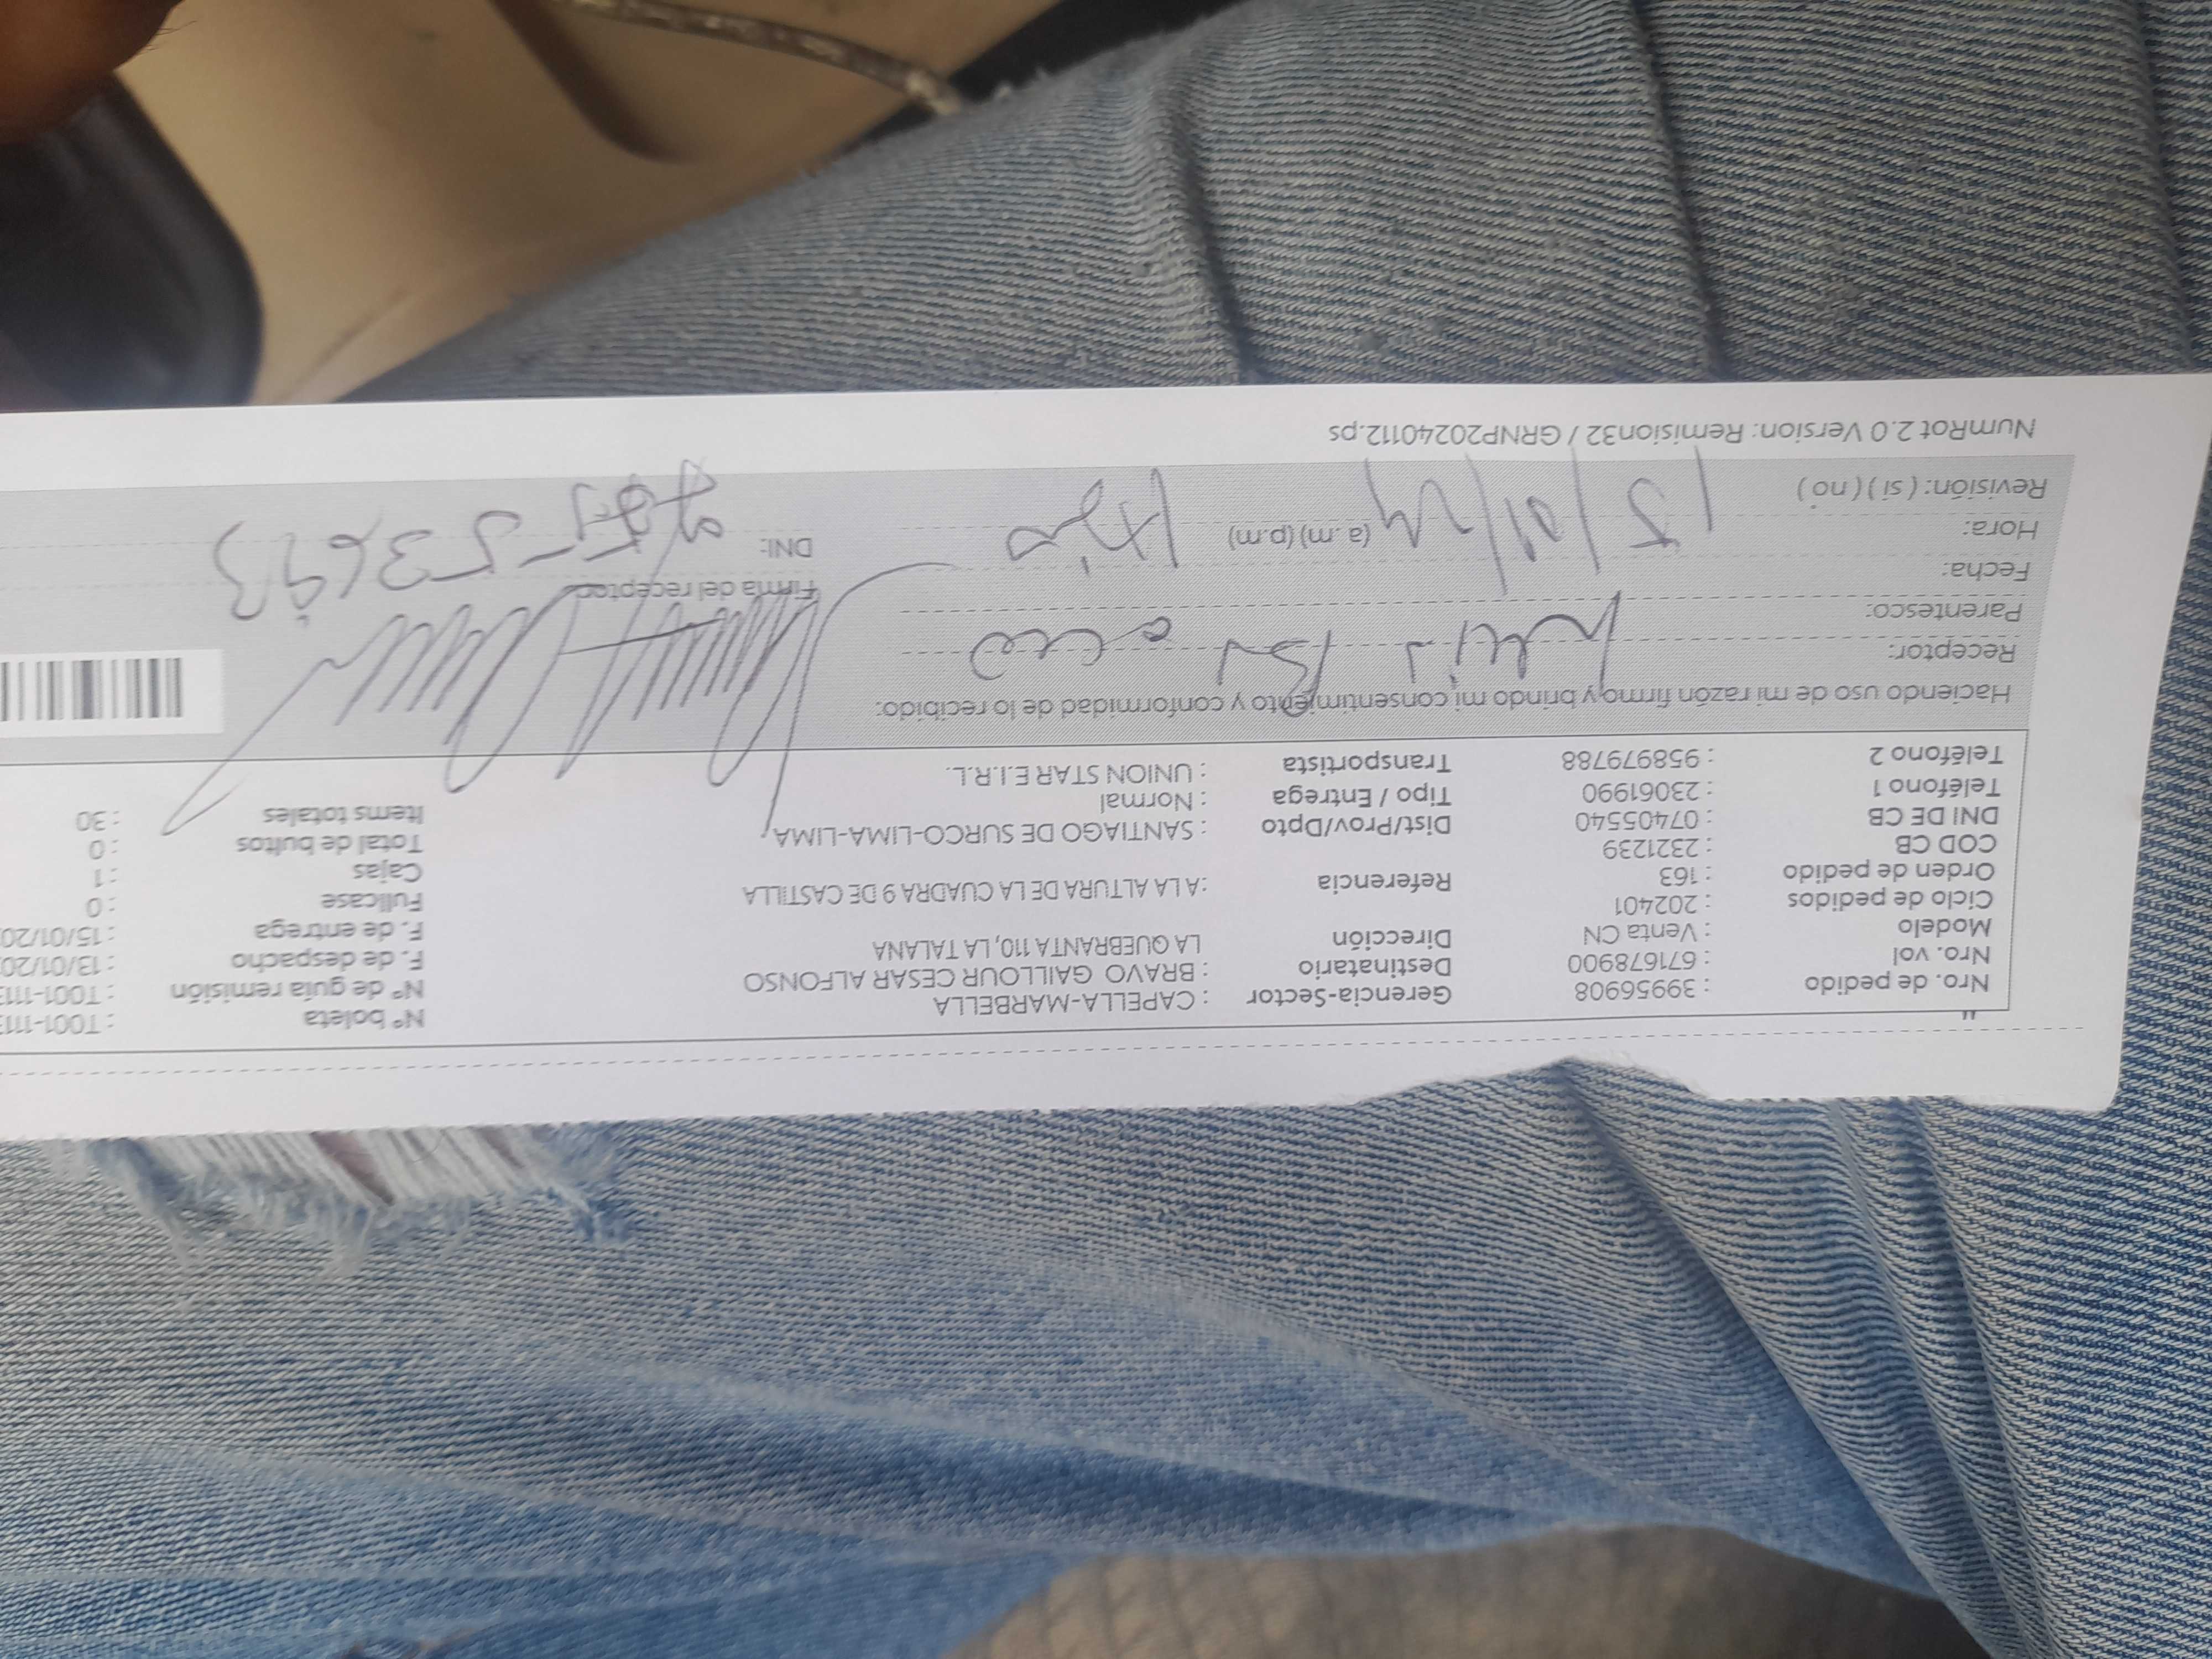 Nro. de pedido : 39956908 Gerencia-Sector : CAPELLA-MARBELLA N° boleta : T001-111
Nro. vol : 671678900 Destinatario : BRAVO GAILLOUR CESAR ALFONSO N° de guía remisión : T001-111
Modelo : Venta CN Dirección LA QUEBRANTA 110, LA TALANA F. de despacho : 13/01/20
Ciclo de pedidos : 202401 F. de entrega : 15/01/20
Orden de pedido : 163 Referencia : A LA ALTURA DE LA CUADRA 9 DE CASTILLA Fullcase : 0
COD CB : 2321239 Cajas : 1
DNI DE CB : 07405540 Dist/Prov/Dpto : SANTIAGO DE SURCO-LIMA-LIMA Total de bultos : 0
Teléfono 1 : 23061990 Tipo / Entrega : Normal Items totales : 30
Teléfono 2 : 958979788 Transportista : UNION STAR E.I.R.L.
Haciendo uso de mi razón firmo y brindo mi consentimiento y conformidad de lo recibido:
Receptor:
Parentesco:
Fecha: Firma del receptor
Hora: 15/01/24 (a.m) (p.m) DNI:
Revisión: ( si ) ( no )
NumRot 2.0 Version: Remision32 / GRNP20240112.ps